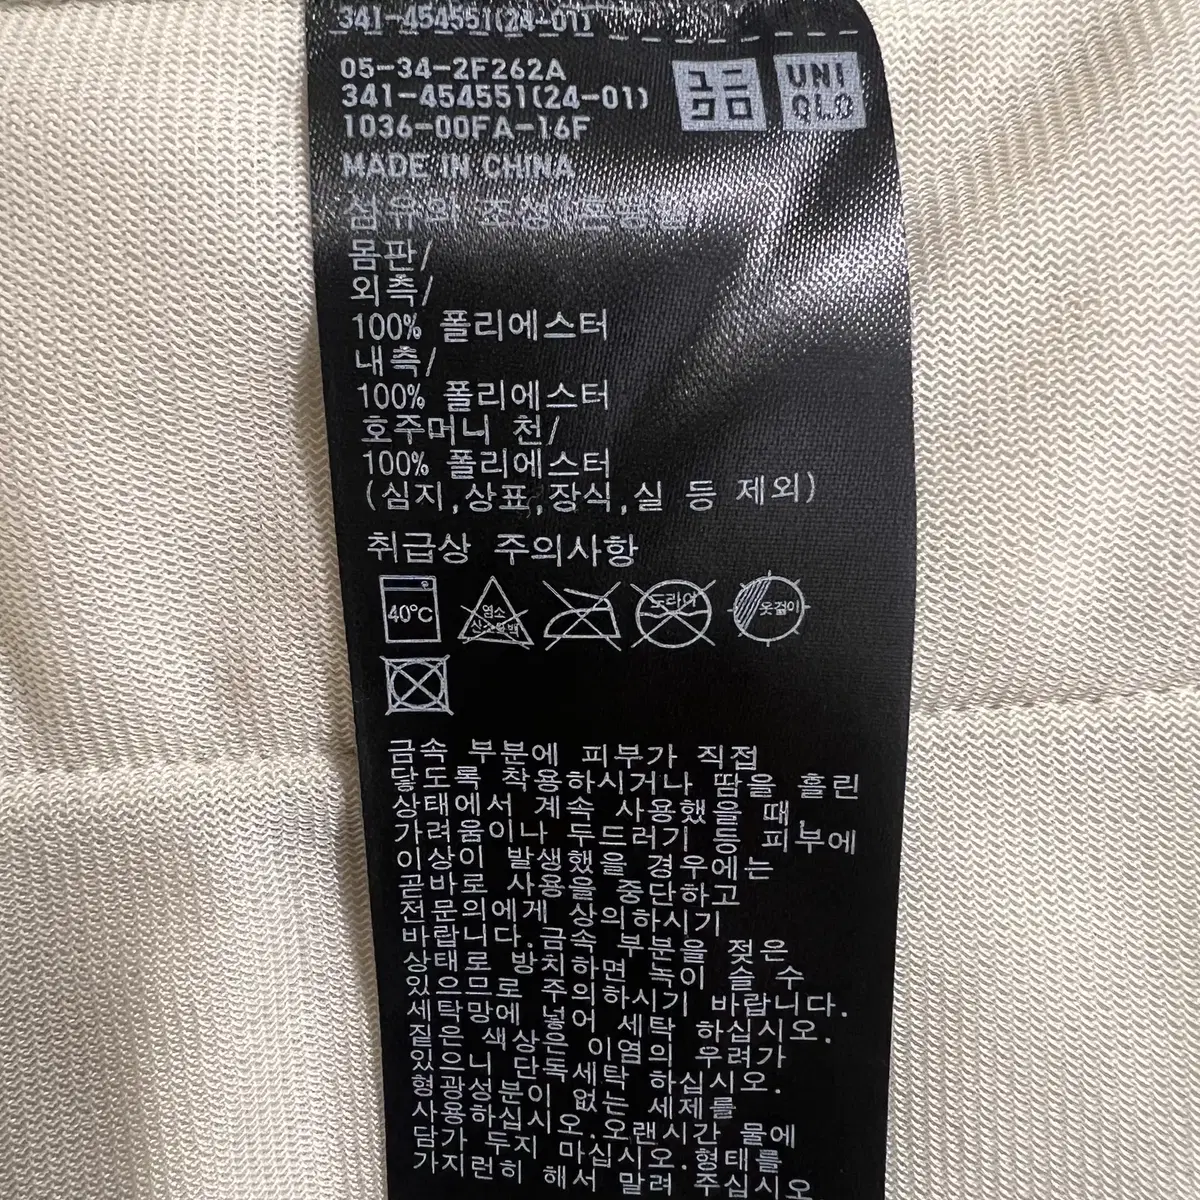 341-454551(24-01)
05-34-2F262A
341-454551(24-01)
1036-00FA-16F
UNI
QLO
MADE IN CHINA
섬유의 조성/혼용률/
몸판/
외측/
100% 폴리에스터
내측/
100% 폴리에스터
호주머니 천/
100% 폴리에스터
(심지,상표,장식,실 등 제외)
취급상 주의사항
40°C
염소
산소표백
드라이
옷걸이
금속 부분에 피부가 직접
닿도록 착용하시거나 땀을 흘린
상태에서 계속 사용했을 때,
가려움이나 두드러기 등 피부에
이상이 발생했을 경우에는
곧바로 사용을 중단하고
전문의에게 상의하시기
바랍니다.금속 부분을 젖은
상태로 방치하면 녹이 슬 수
있으므로 주의하시기 바랍니다.
세탁망에 넣어 세탁 하십시오.
짙은 색상은 이염의 우려가
있으니 단독세탁 하십시오.
형광성분이 없는 세제를
사용하십시오.오랜시간 물에
담가 두지 마십시오.형태를
가지런히 해서 말려 주십시오